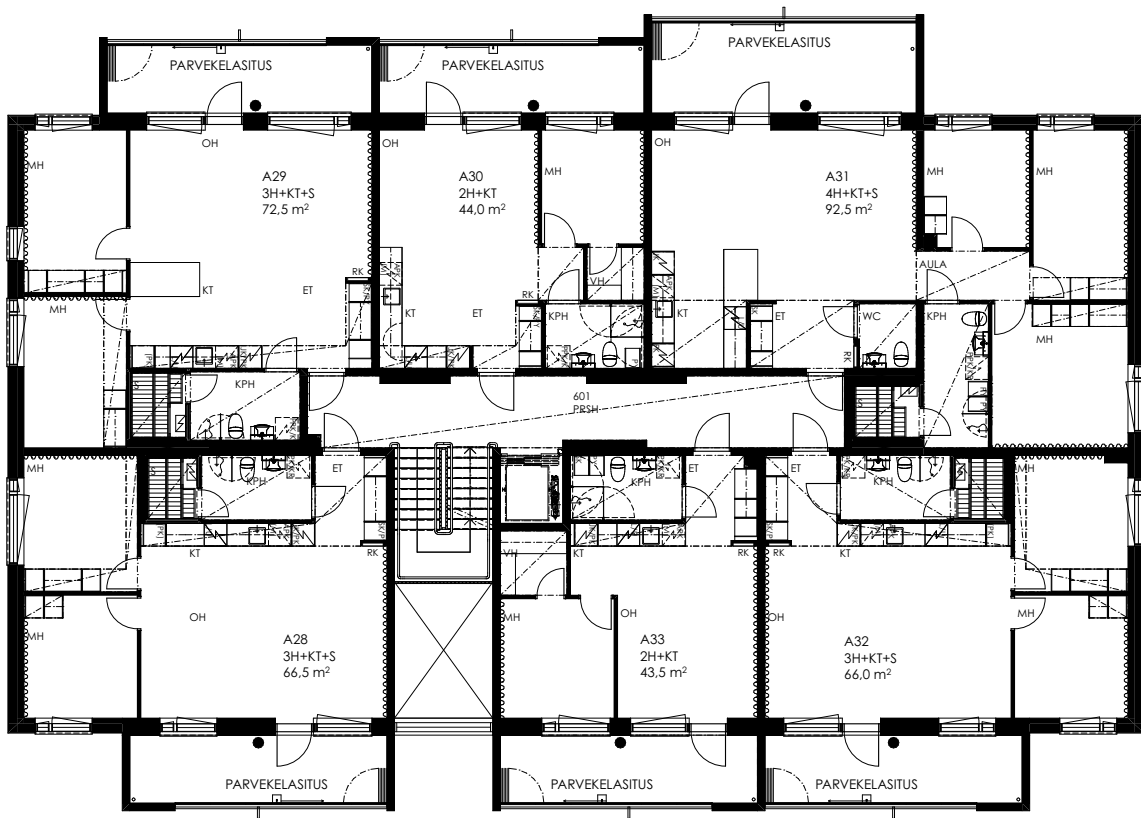 PARVEKELASITUS
PARVEKELASITUS
PARVEKELASITUS
OH
OH
OH
MH
A29
3H+KT+S
72,5 m²
A30
2H+KT
44,0 m²
MH
A31
4H+KT+S
92,5 m²
MH
MH
AULA
RK
VH
KT
ET
RK
MH
KT
ET
KPH
KT
ET
WC
KPH
MH
RK
KPH
601
PRSH
S
MH
ET
KPH
KPH
ET
ET
KPH
MH
KT
RK
VH
KT
RK
RK
KT
MH
OH
MH
OH
OH
MH
A28
3H+KT+S
66,5 m²
A33
2H+KT
43,5 m²
A32
3H+KT+S
66,0 m²
PARVEKELASITUS
PARVEKELASITUS
PARVEKELASITUS